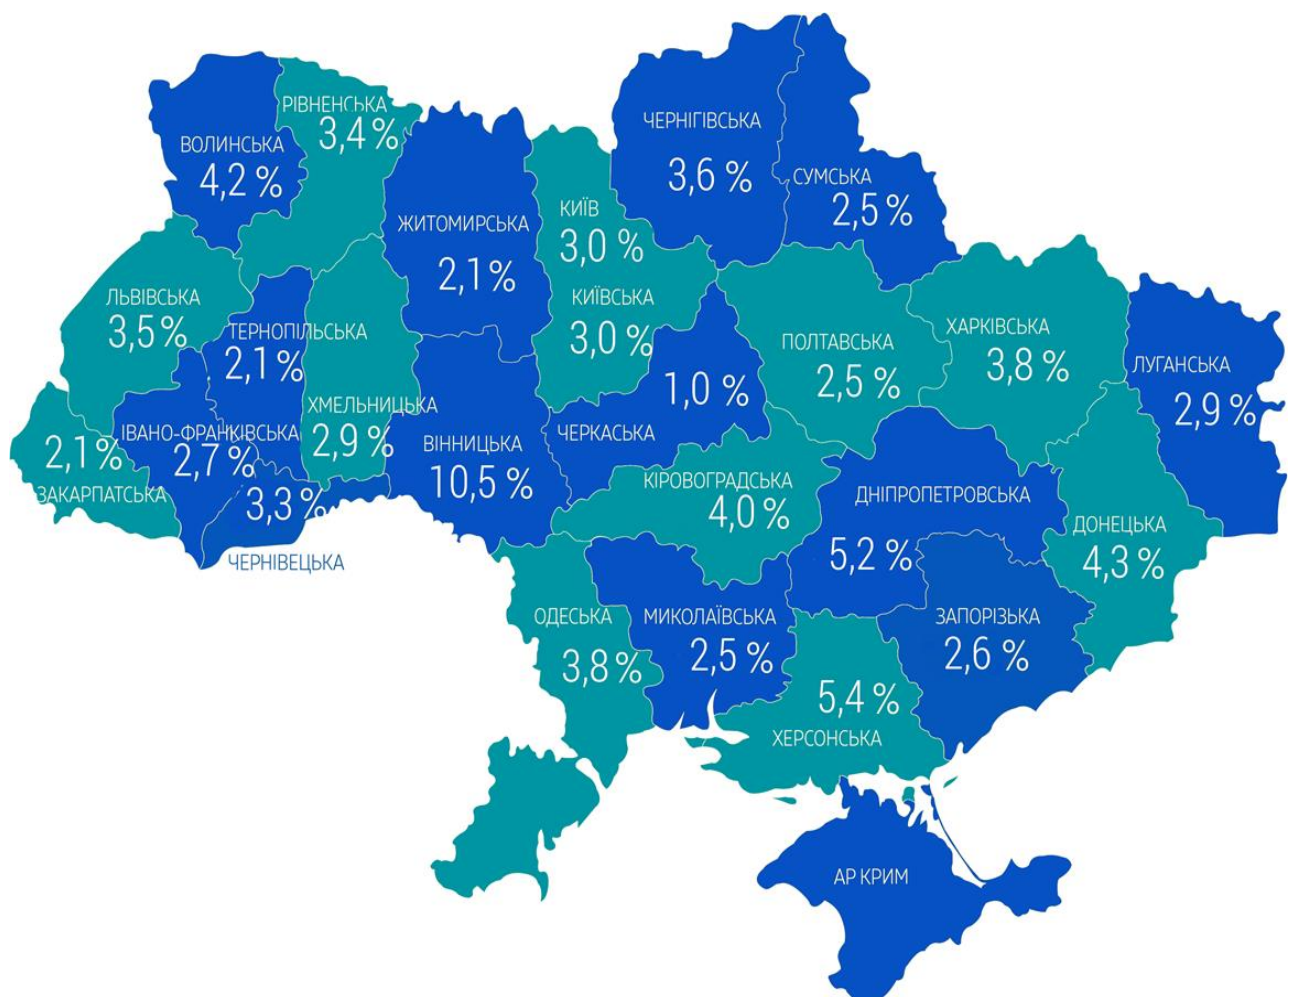 РІВНЕНСЬКА
3,4 %
ВОЛИНСЬКА
4,2 %
ЧЕРНІГІВСЬКА
3,6 %
СУМСЬКА
2,5 %
ЖИТОМИРСЬКА
2,1 %
КИЇВ
3,0 %
КИЇВСЬКА
3,0 %
ЛЬВІВСЬКА
3,5 %
ТЕРНОПІЛЬСЬКА
2,1 %
ПОЛТАВСЬКА
2,5 %
ХАРКІВСЬКА
3,8 %
ЛУГАНСЬКА
2,9 %
1,0 %
ЧЕРКАСЬКА
ХМЕЛЬНИЦЬКА
2,9 %
ІВАНО-ФРАНКІВСЬКА
2,7 %
2,1 %
ЗАКАРПАТСЬКА
ВІННИЦЬКА
10,5 %
3,3 %
ЧЕРНІВЕЦЬКА
КІРОВОГРАДСЬКА
4,0 %
ДНІПРОПЕТРОВСЬКА
5,2 %
ДОНЕЦЬКА
4,3 %
ОДЕСЬКА
3,8 %
МИКОЛАЇВСЬКА
2,5 %
ЗАПОРІЗЬКА
2,6 %
5,4 %
ХЕРСОНСЬКА
АР КРИМ